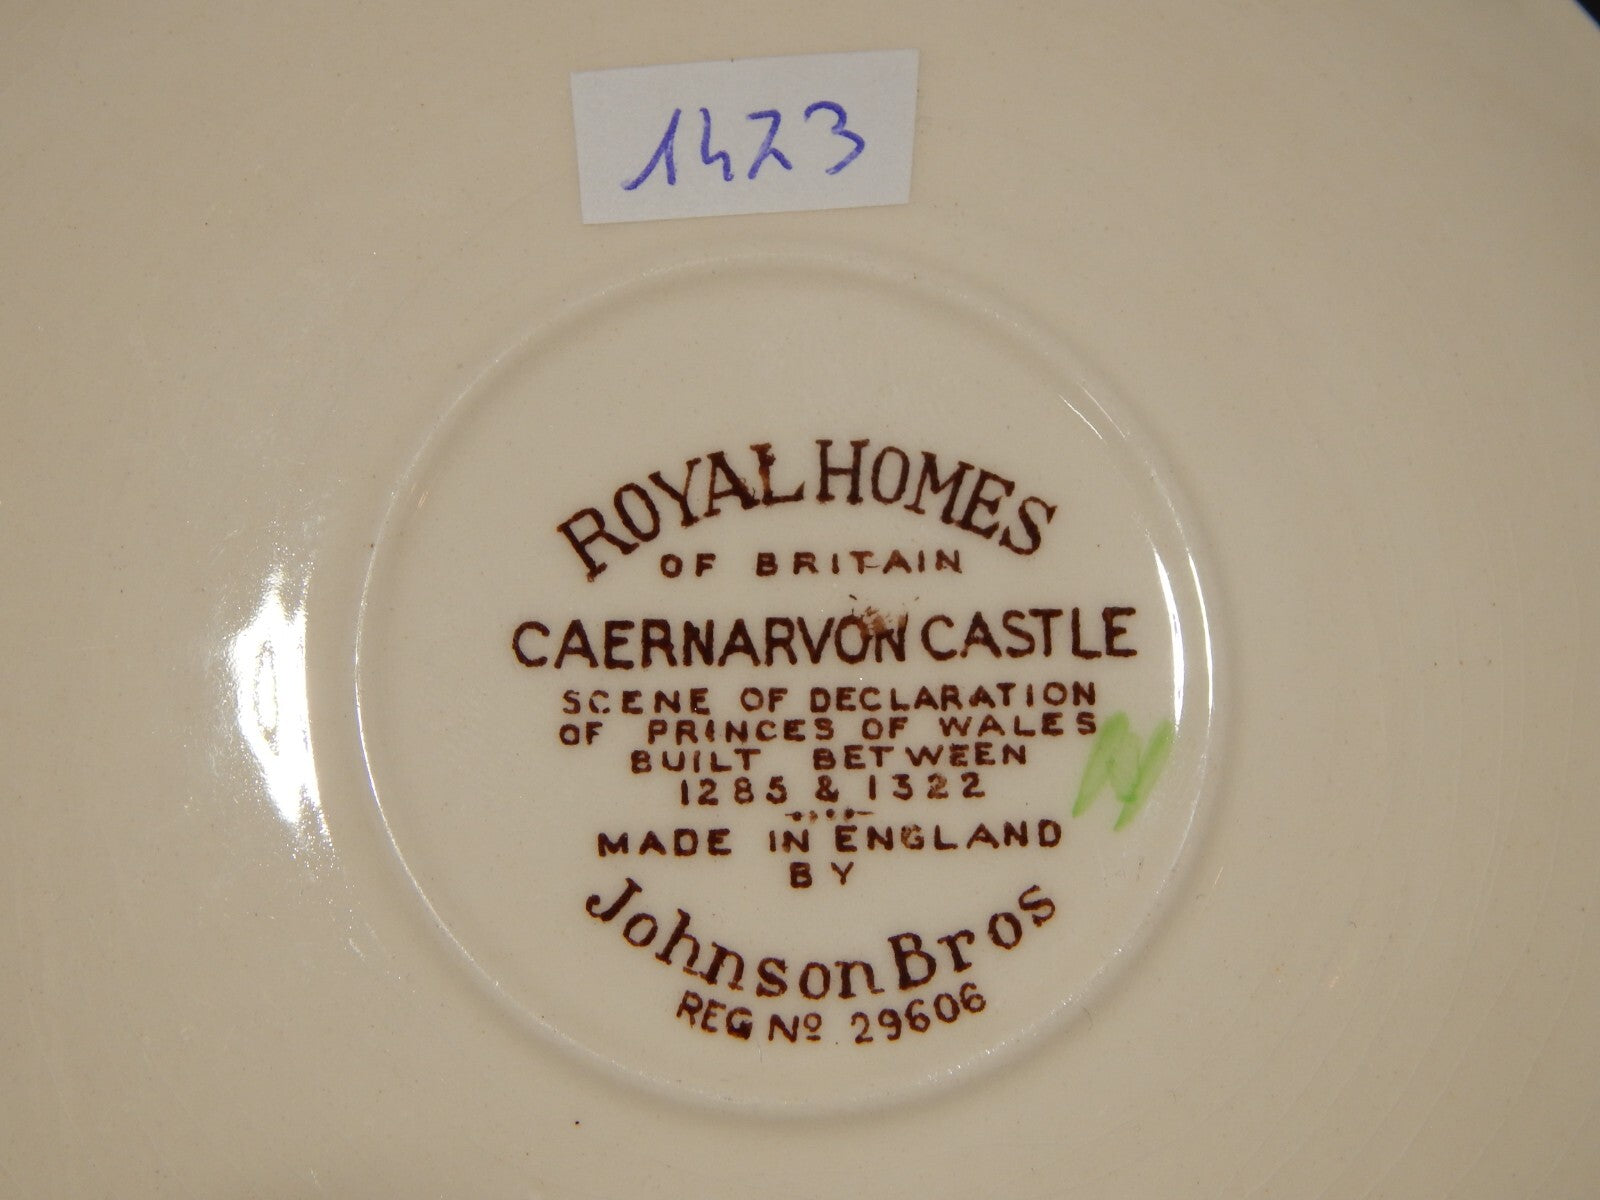 1473
ROYAL HOMES
OF BRITAIN
CAERNARVON CASTLE
SCENE OF DECLARATION
OF PRINCES OF WALES
BUILT BETWEEN
1285 & 1322
MADE IN ENGLAND
BY
Johnson Bros
REG Nº 29606